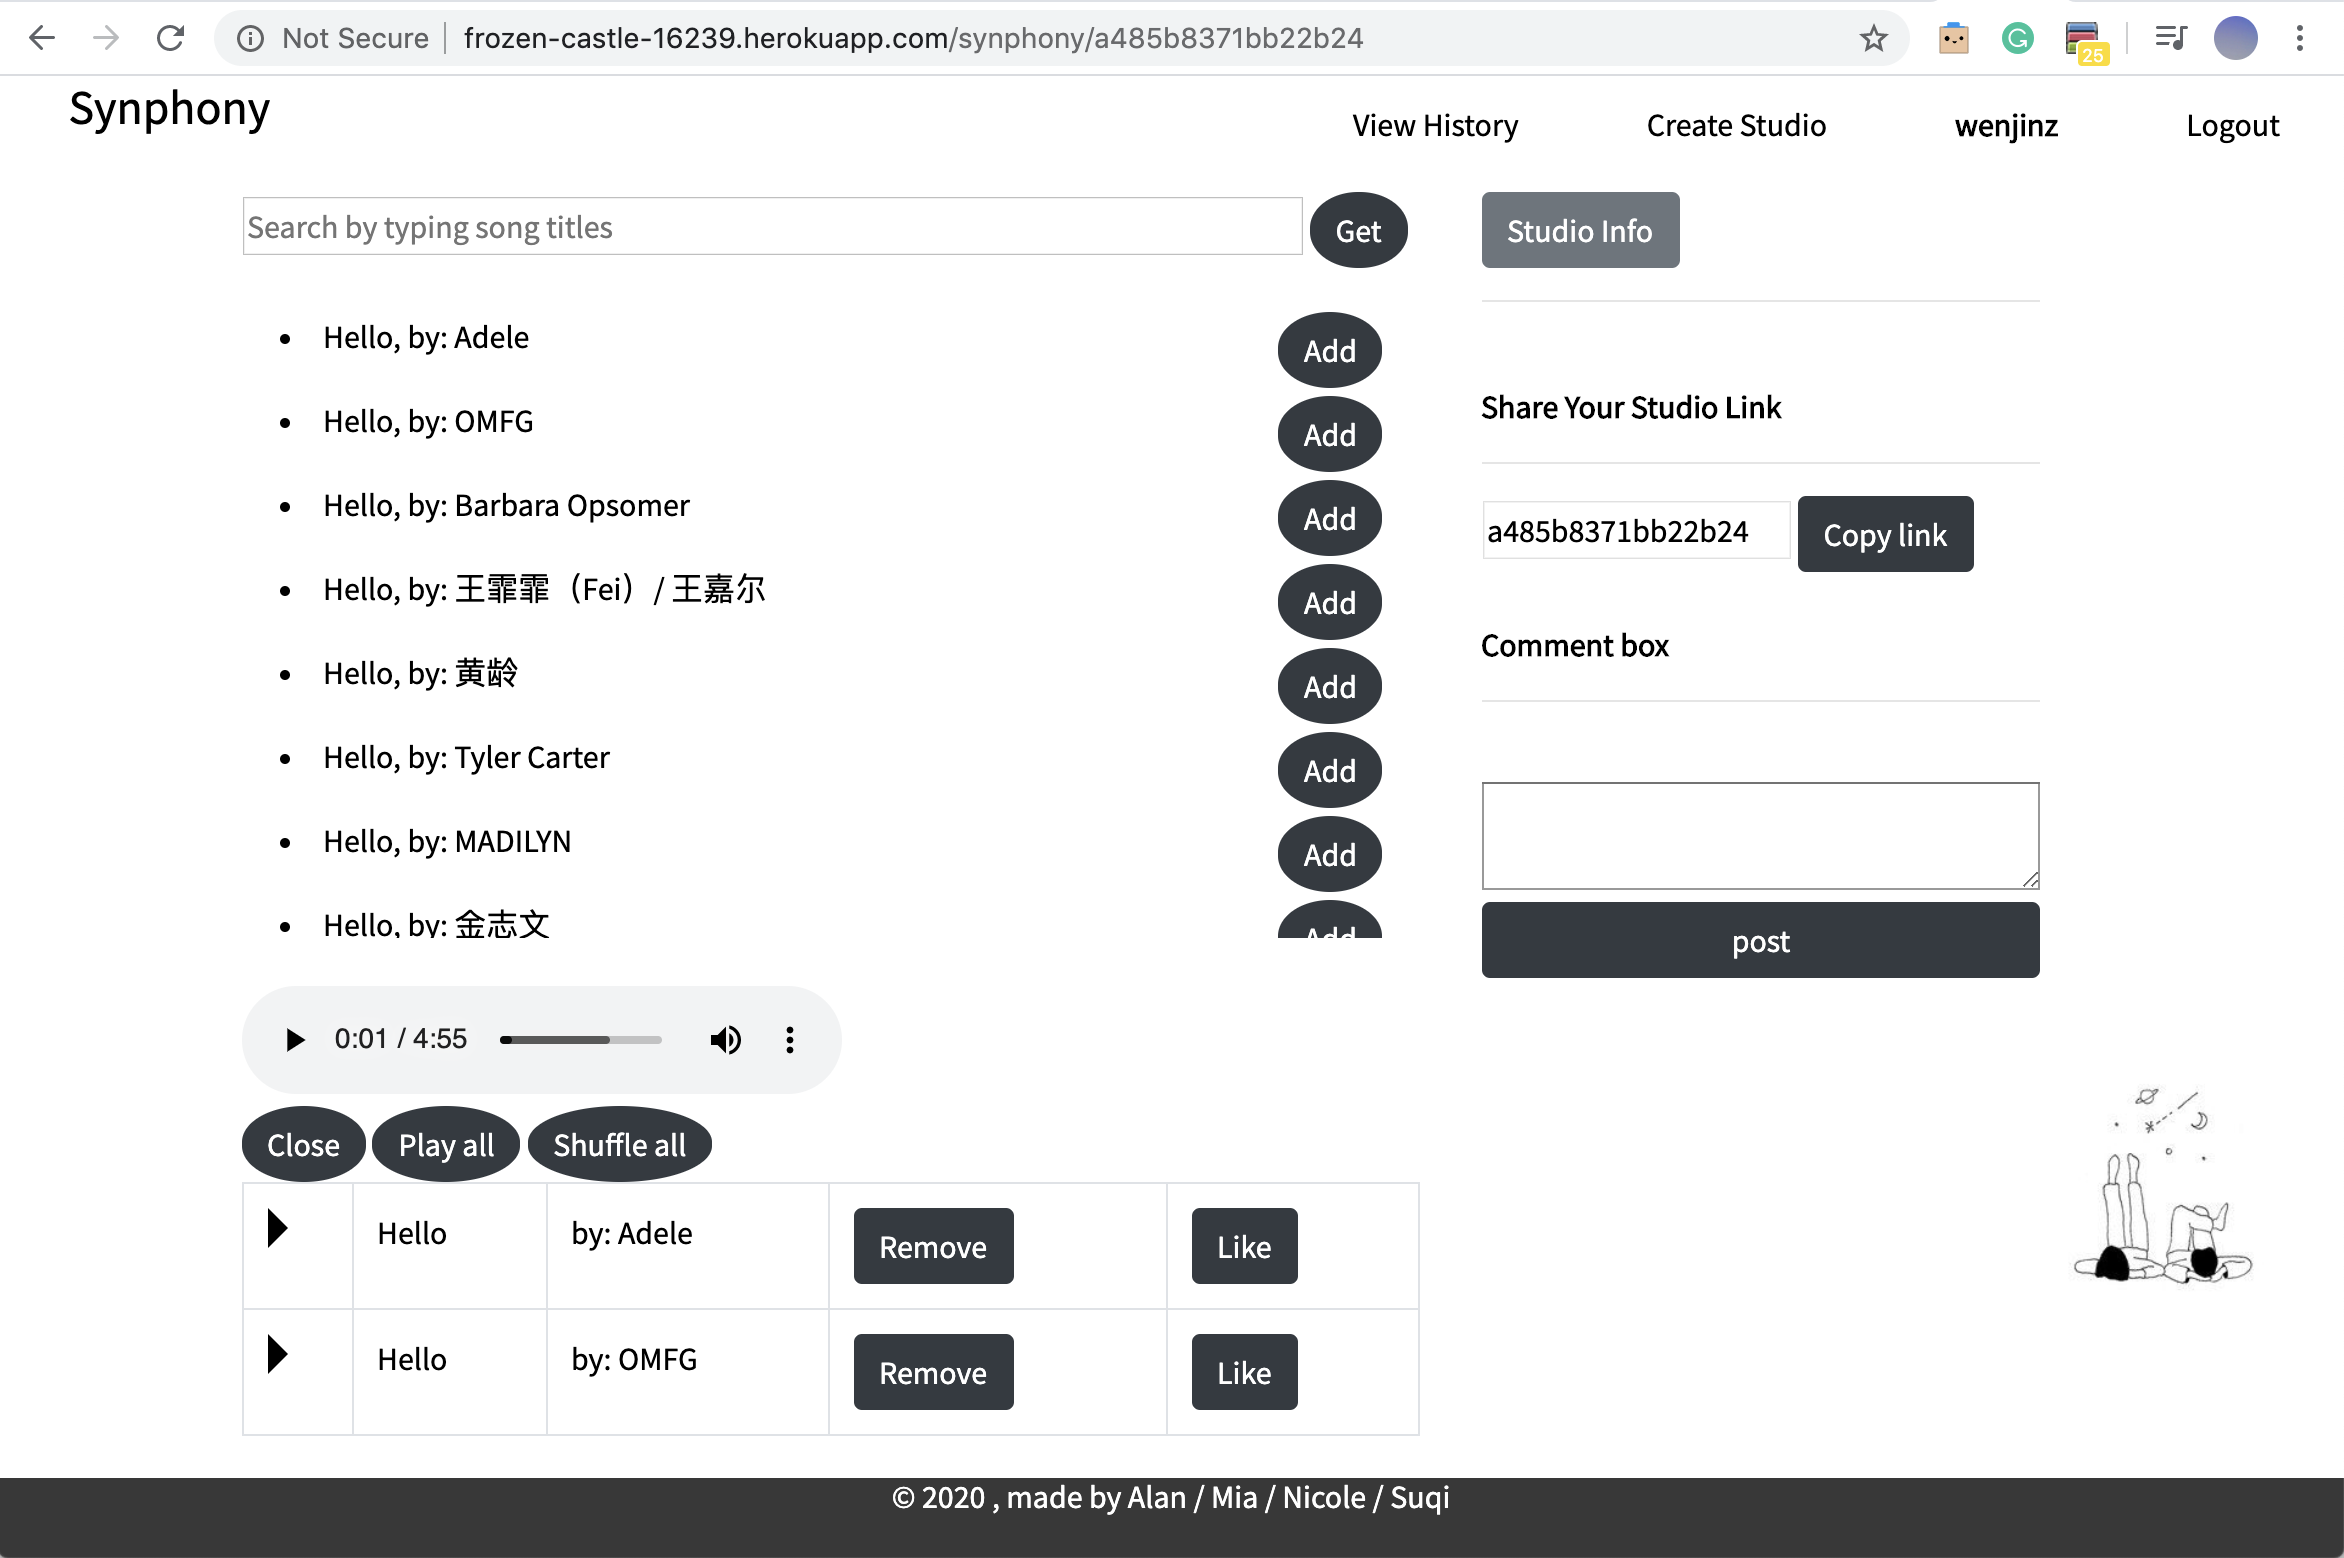 Not Secure | frozen-castle-16239.herokuapp.com/synphony/a485b8371bb22b24
25
Synphony
View History Create Studio wenjinz Logout
Search by typing song titles Get
Studio Info
Hello, by: Adele Add
Hello, by: OMFG Add
Hello, by: Barbara Opsomer Add
Hello, by: 王霏霏（Fei）/ 王嘉尔 Add
Hello, by: 黄龄 Add
Hello, by: Tyler Carter Add
Hello, by: MADILYN Add
Hello, by: 金志文 Add
Share Your Studio Link
a485b8371bb22b24 Copy link
Comment box
post
0:01 / 4:55
Close Play all Shuffle all
Hello by: Adele Remove Like
Hello by: OMFG Remove Like
© 2020 , made by Alan / Mia / Nicole / Suqi